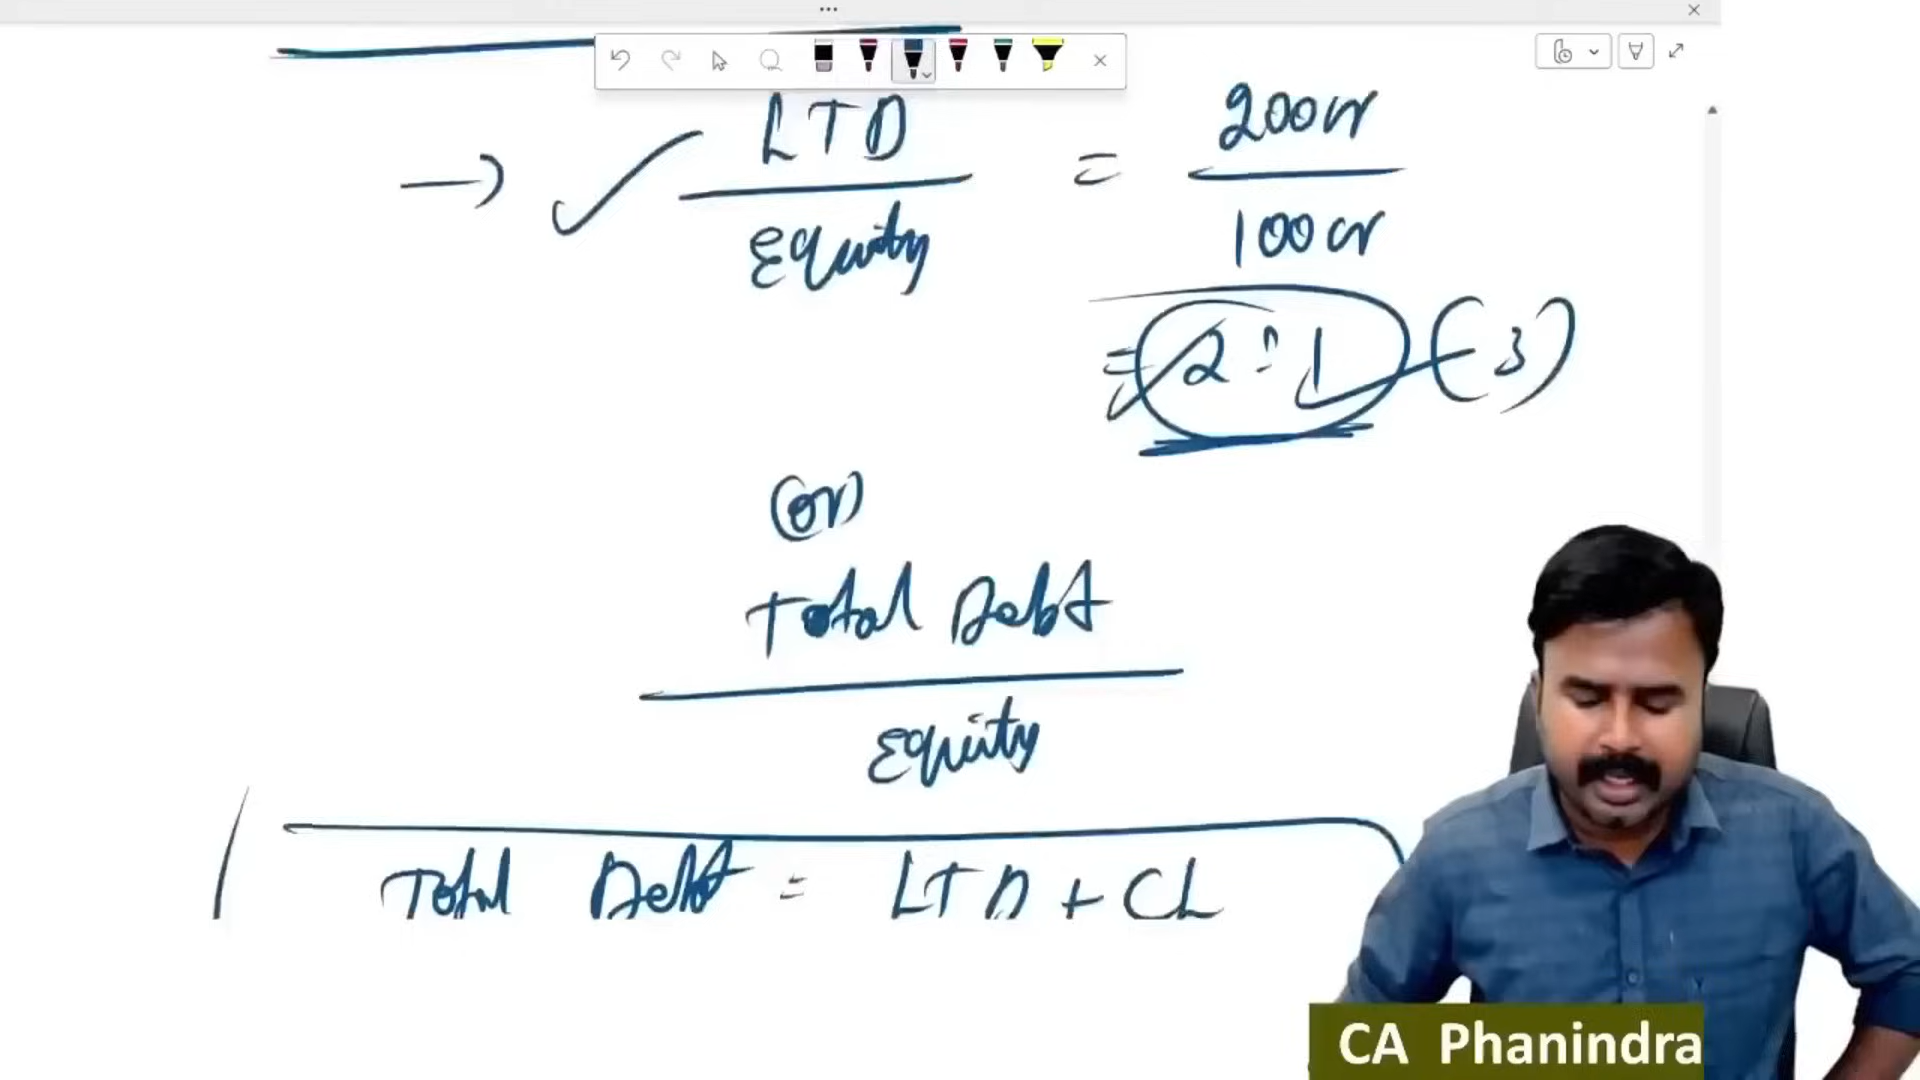 → ✓ LTD / Equity = 200cr / 100cr
= 2 : 1 (3)
(or)
Total Debt
Equity
Total Debt = LTD + CL
CA Phanindra